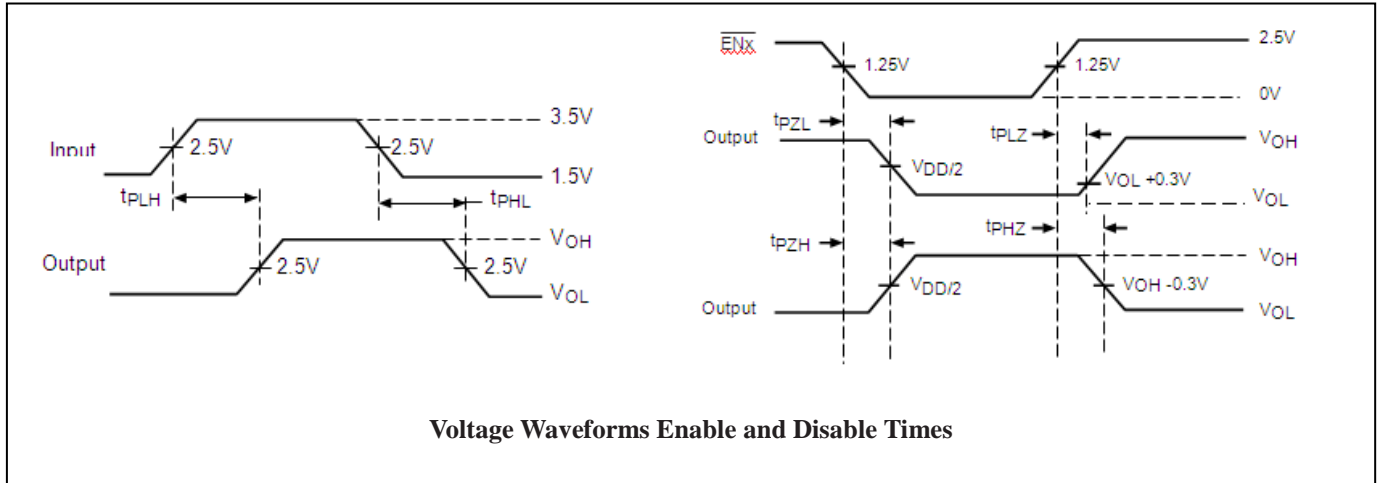 3.5V
Input
2.5V
2.5V
1.5V
tPLH
tPHL
VOH
Output
2.5V
2.5V
VOL
ENx
2.5V
1.25V
1.25V
0V
tPZL
tPLZ
Output
VOH
VDD/2
VOL +0.3V
VOL
tPZH
tPHZ
VOH
VDD/2
VOH -0.3V
Output
VOL
Voltage Waveforms Enable and Disable Times